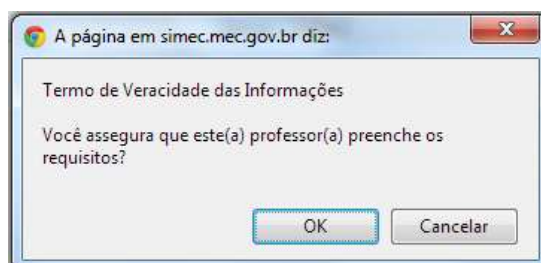 A página em simec.mec.gov.br diz:
Termo de Veracidade das Informações
Você assegura que este(a) professor(a) preenche os
requisitos?
OK Cancelar